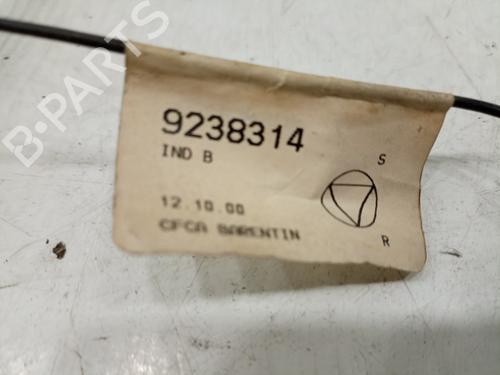 B-PARTS
9238314
IND B
S
12.10.00
CFCA BARENTIN
R